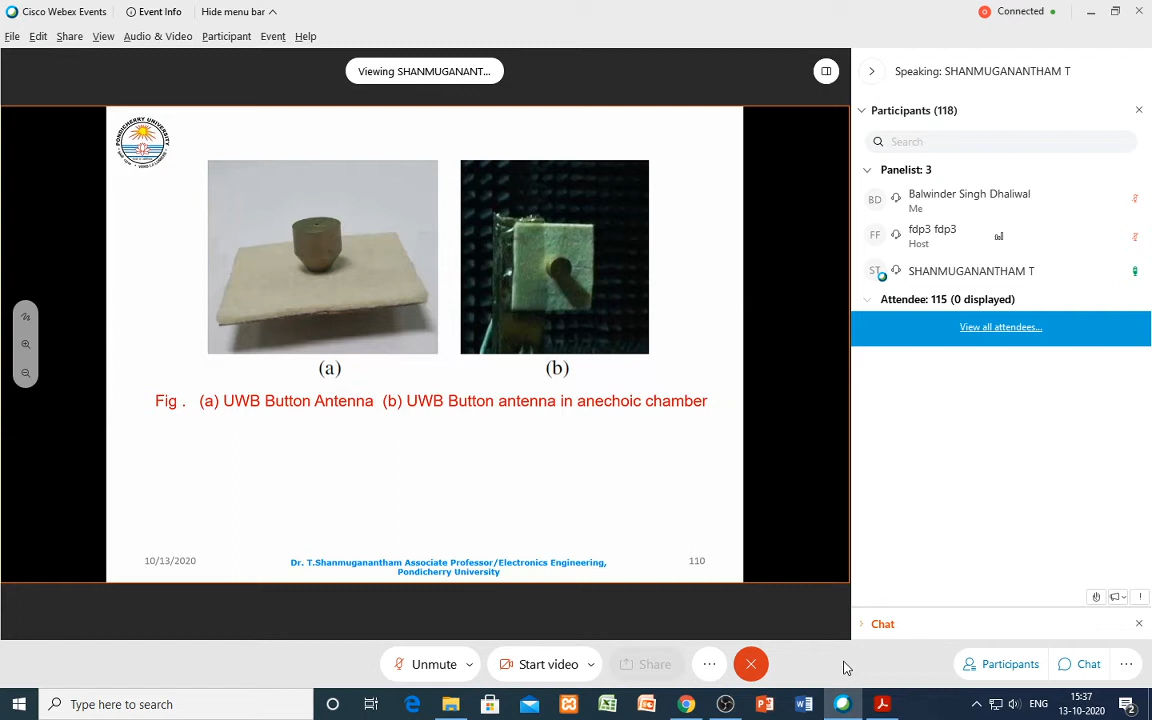 Cisco Webex Events
Event Info
Hide menu bar
Connected
File Edit Share View Audio & Video Participant Event Help
Viewing SHANMUGANANT...
Speaking: SHANMUGANANTHAM T
Participants (118)
Search
Panelist: 3
BD
Balwinder Singh Dhaliwal
Me
FF
fdp3 fdp3
Host
ST
SHANMUGANANTHAM T
Attendee: 115 (0 displayed)
View all attendees...
PONDICHERRY UNIVERSITY
(a)
(b)
Fig . (a) UWB Button Antenna (b) UWB Button antenna in anechoic chamber
10/13/2020
Dr. T.Shanmuganantham Associate Professor/Electronics Engineering,
Pondicherry University
110
Chat
Unmute
Start video
Share
Participants
Chat
Type here to search
ENG
15:37
13-10-2020
2